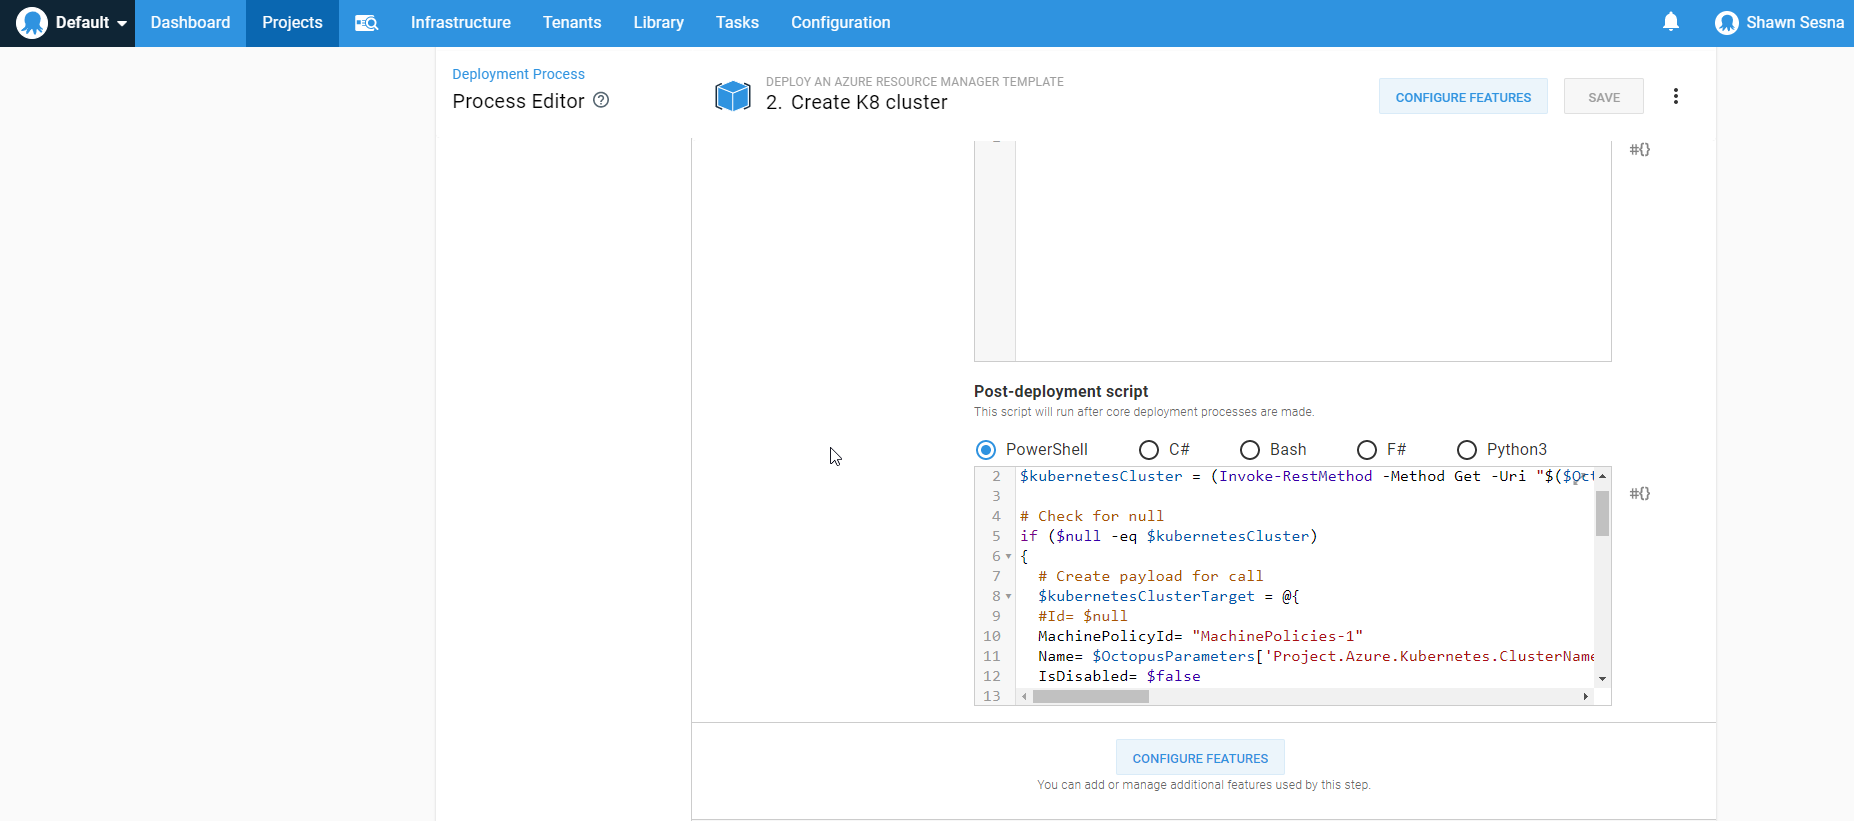 Default Dashboard Projects Infrastructure Tenants Library Tasks Configuration Shawn Sesna
Deployment Process
Process Editor
DEPLOY AN AZURE RESOURCE MANAGER TEMPLATE
2. Create K8 cluster
CONFIGURE FEATURES
SAVE
#{}
Post-deployment script
This script will run after core deployment processes are made.
PowerShell C# Bash F# Python3
2 $kubernetesCluster = (Invoke-RestMethod -Method Get -Uri "$($Oct
#{}
3
4 # Check for null
5 if ($null -eq $kubernetesCluster)
6 {
7 # Create payload for call
8 $kubernetesClusterTarget = @{
9 #Id= $null
10 MachinePolicyId= "MachinePolicies-1"
11 Name= $OctopusParameters['Project.Azure.Kubernetes.ClusterName
12 IsDisabled= $false
13
CONFIGURE FEATURES
You can add or manage additional features used by this step.